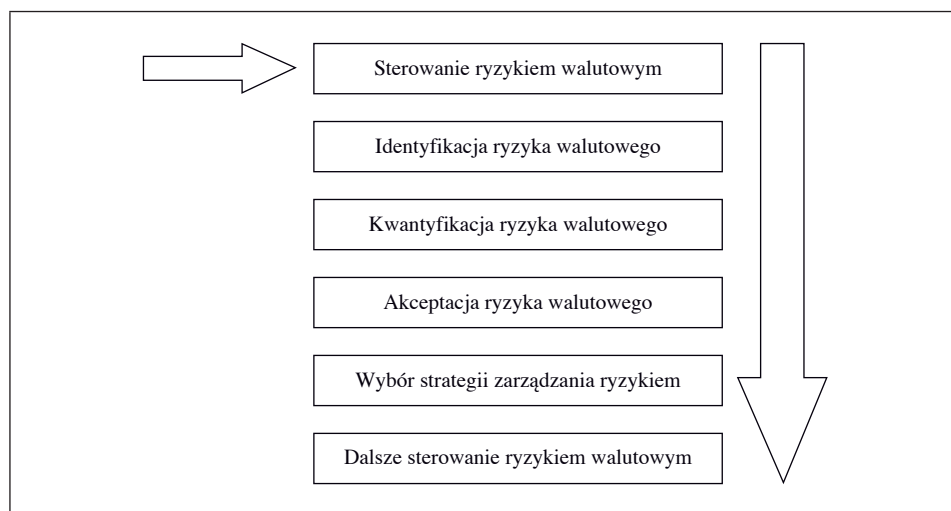 Sterowanie ryzykiem walutowym
Identyfikacja ryzyka walutowego
Kwantyfikacja ryzyka walutowego
Akceptacja ryzyka walutowego
Wybór strategii zarządzania ryzykiem
Dalsze sterowanie ryzykiem walutowym